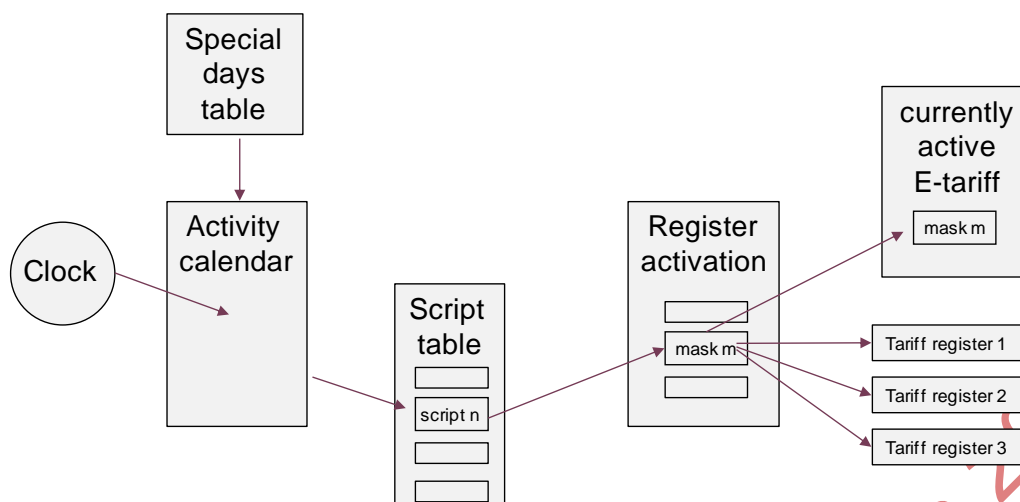 Special
days
table
currently
active
E-tariff
mask m
Activity
calendar
Register
activation
Clock
Script
table
mask m
Tariff register 1
Tariff register 2
script n
Tariff register 3